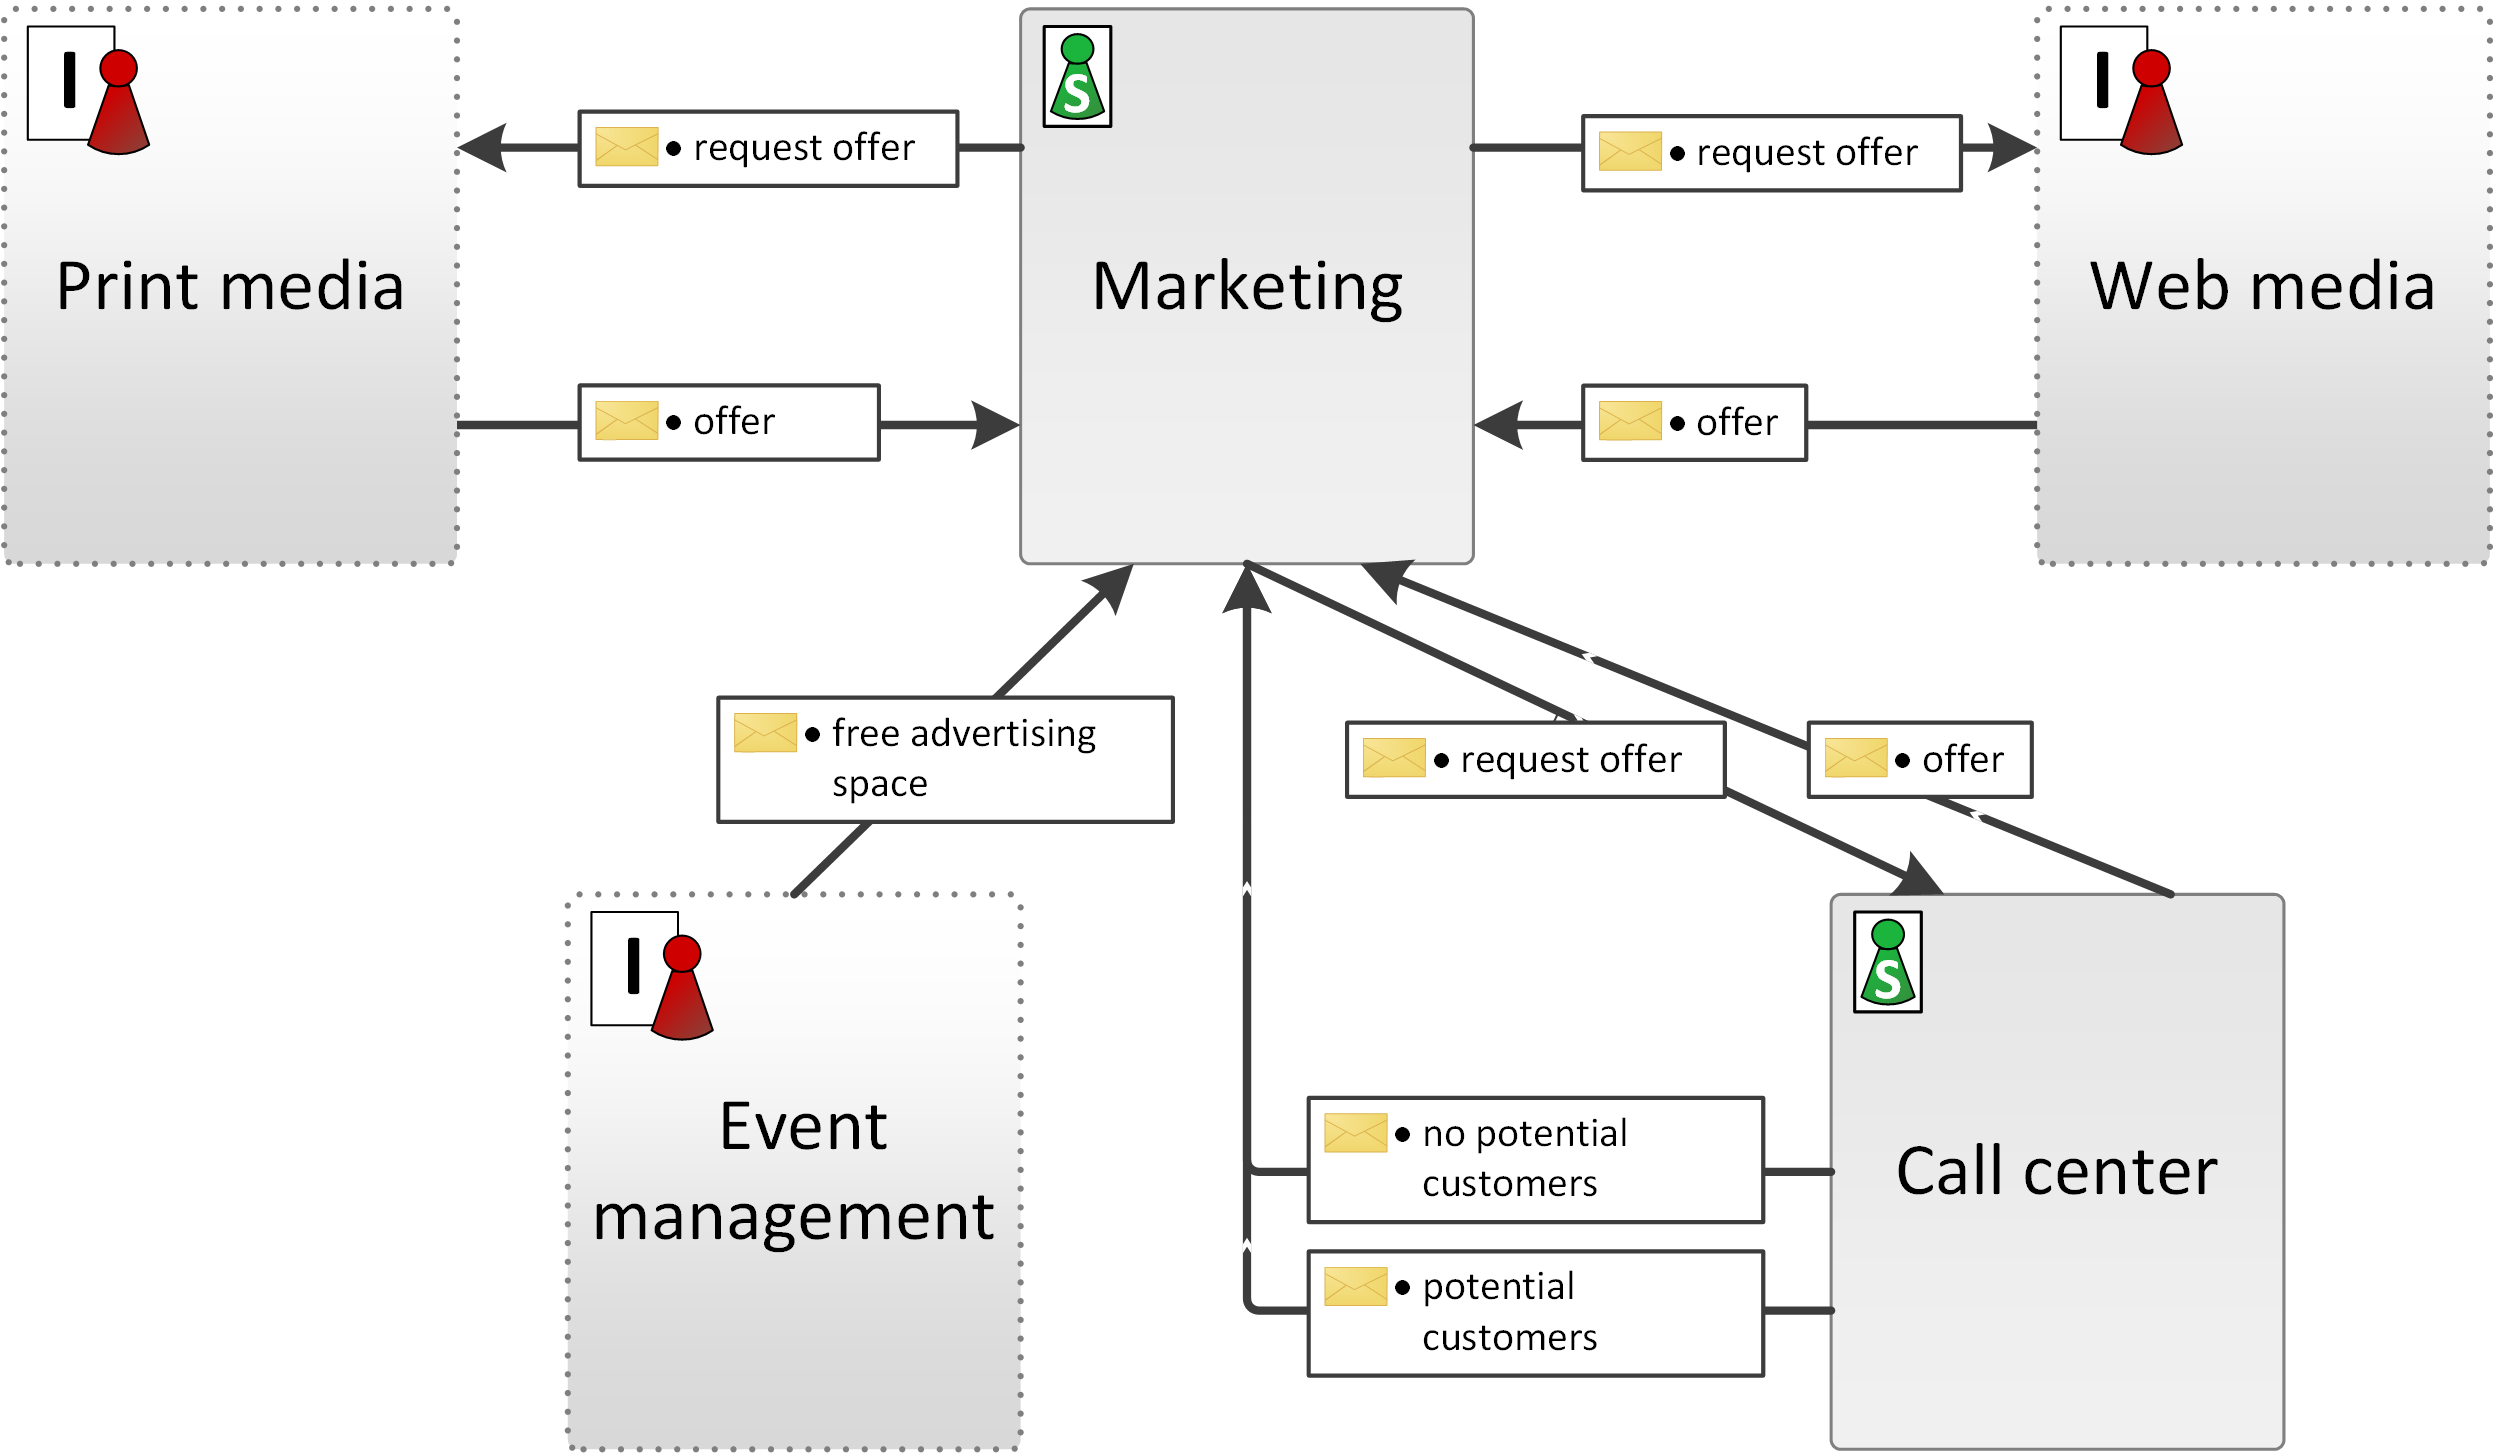 I
S
I
• request offer
• request offer
Print media
Marketing
Web media
• offer
• offer
• free advertising
space
• request offer
• offer
I
Event
management
S
Call center
• no potential
customers
• potential
customers